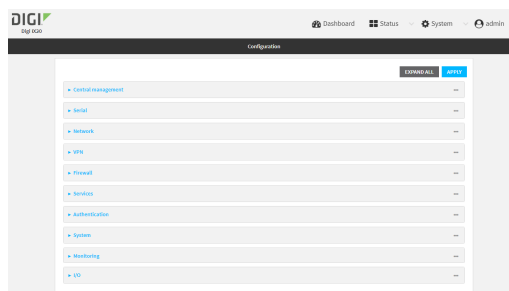 DIGI
Digi IX30
Dashboard Status System admin
Configuration
EXPAND ALL APPLY
Central management
Serial
Network
VPN
Firewall
Services
Authentication
System
Monitoring
I/O